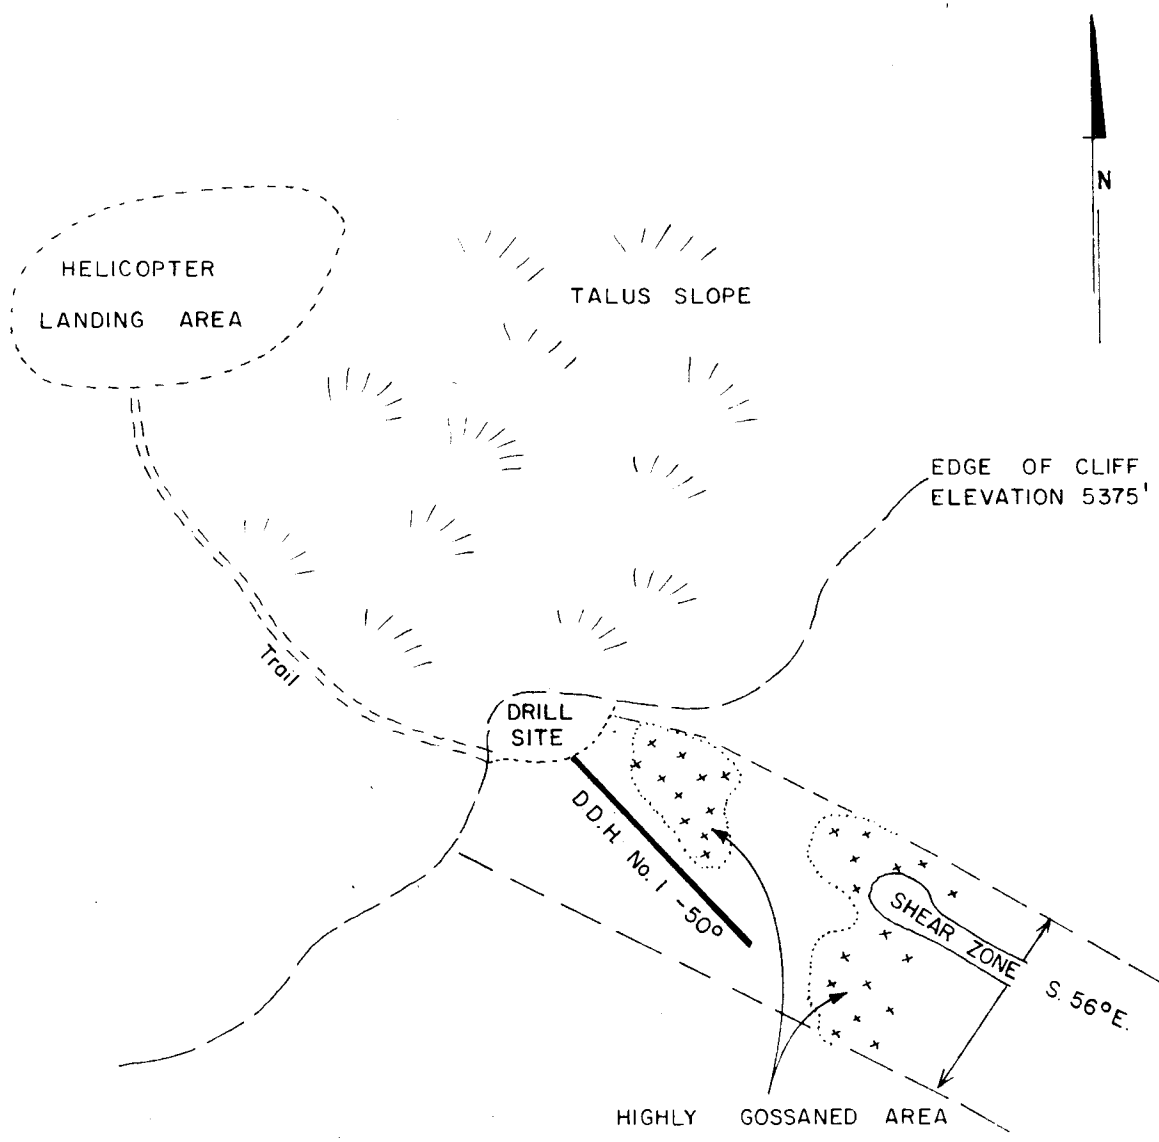 N
HELICOPTER
LANDING AREA
TALUS SLOPE
EDGE OF CLIFF
ELEVATION 5375'
Trail
DRILL
SITE
D.D.H. No. 1 -50°
SHEAR ZONE
S. 56° E.
HIGHLY GOSSANED AREA